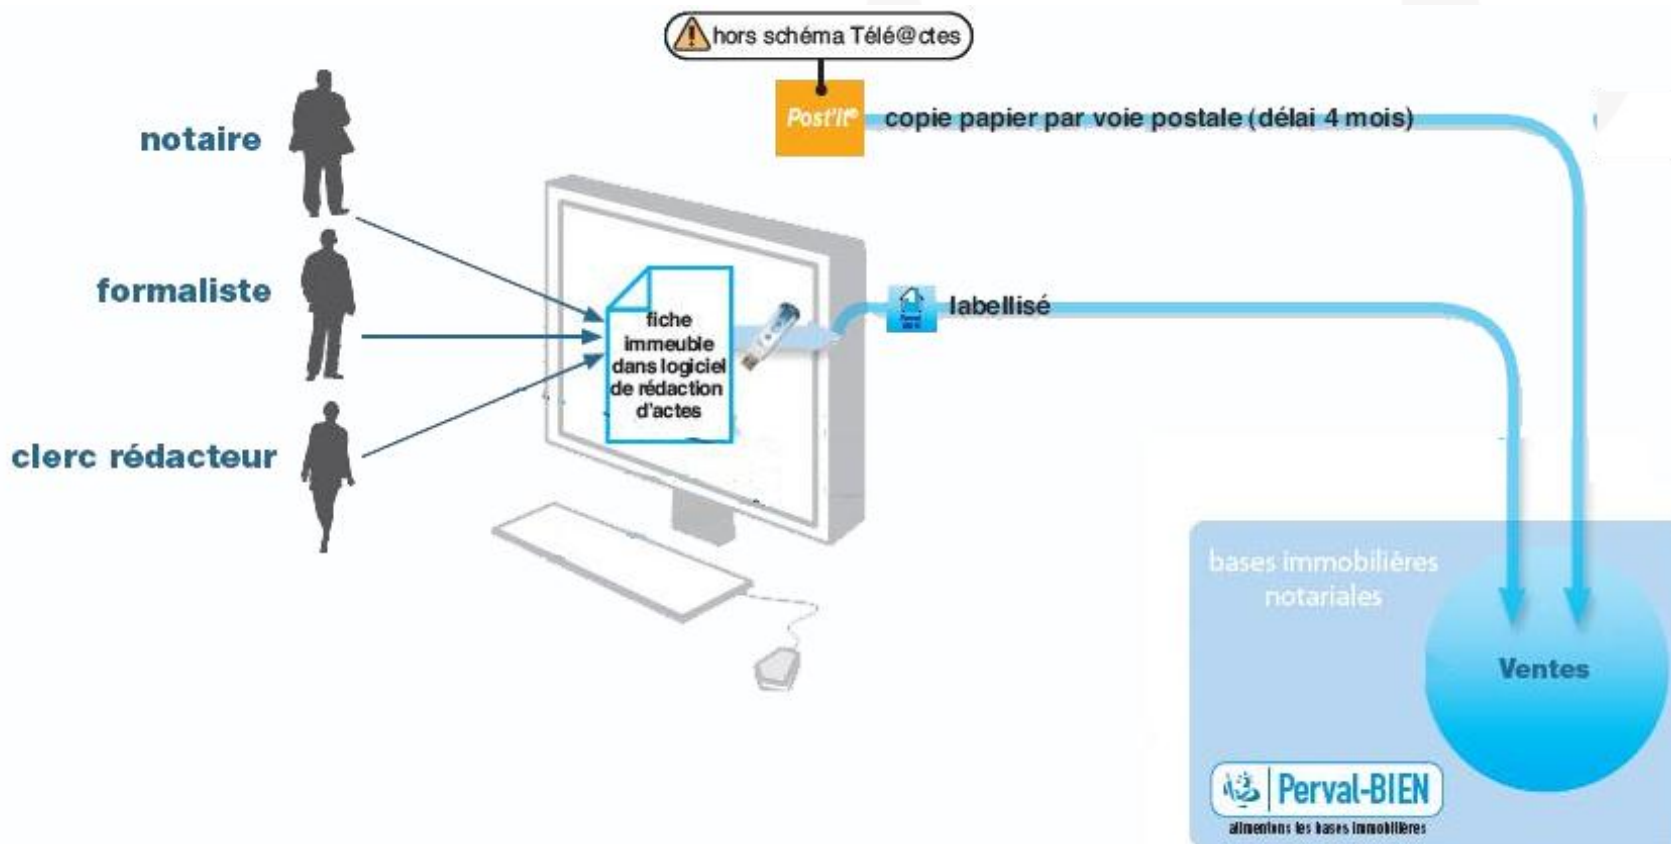 hors schéma Télé@ctes
Post'it®
copie papier par voie postale (délai 4 mois)
notaire
formaliste
clerc rédacteur
fiche
immeuble
dans logiciel
de rédaction
d'actes
labellisé
bases immobilières
notariales
Ventes
Perval-BIEN
alimentons les bases immobilières